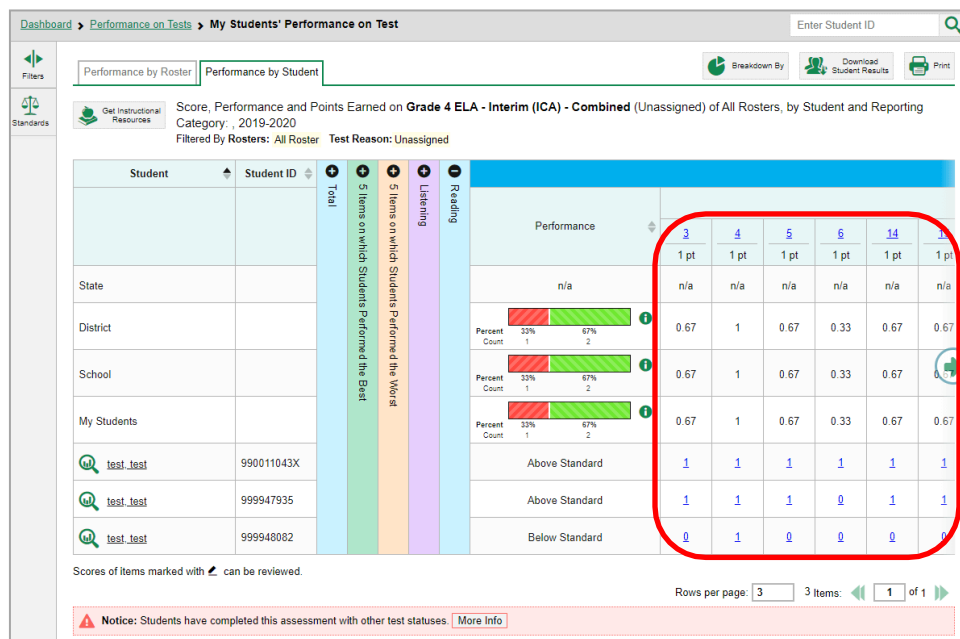 Dashboard > Performance on Tests > My Students' Performance on Test
Enter Student ID
Filters
Standards
Performance by Roster
Performance by Student
Breakdown By
Download
Student Results
Print
Get Instructional
Resources
Score, Performance and Points Earned on Grade 4 ELA - Interim (ICA) - Combined (Unassigned) of All Rosters, by Student and Reporting
Category: , 2019-2020
Filtered By Rosters: All Roster Test Reason: Unassigned
Student
Student ID
Total
5 Items on which Students Performed the Best
5 Items on which Students Performed the Worst
Listening
Reading
Performance
3 4 5 6 14
1 pt 1 pt 1 pt 1 pt 1 pt 1 pt
State n/a n/a n/a n/a n/a n/a n/a
District 0.67 1 0.67 0.33 0.67 0.67
Percent 33% 67%
Count 1 2
School 0.67 1 0.67 0.33 0.67
Percent 33% 67%
Count 1 2
My Students 0.67 1 0.67 0.33 0.67 0.67
Percent 33% 67%
Count 1 2
test, test 990011043X Above Standard 1 1 1 1 1 1
test, test 999947935 Above Standard 1 1 1 0 1 1
test, test 999948082 Below Standard 0 1 0 0 0 0
Scores of items marked with can be reviewed.
Rows per page: 3 3 Items: 1 of 1
Notice: Students have completed this assessment with other test statuses. More Info